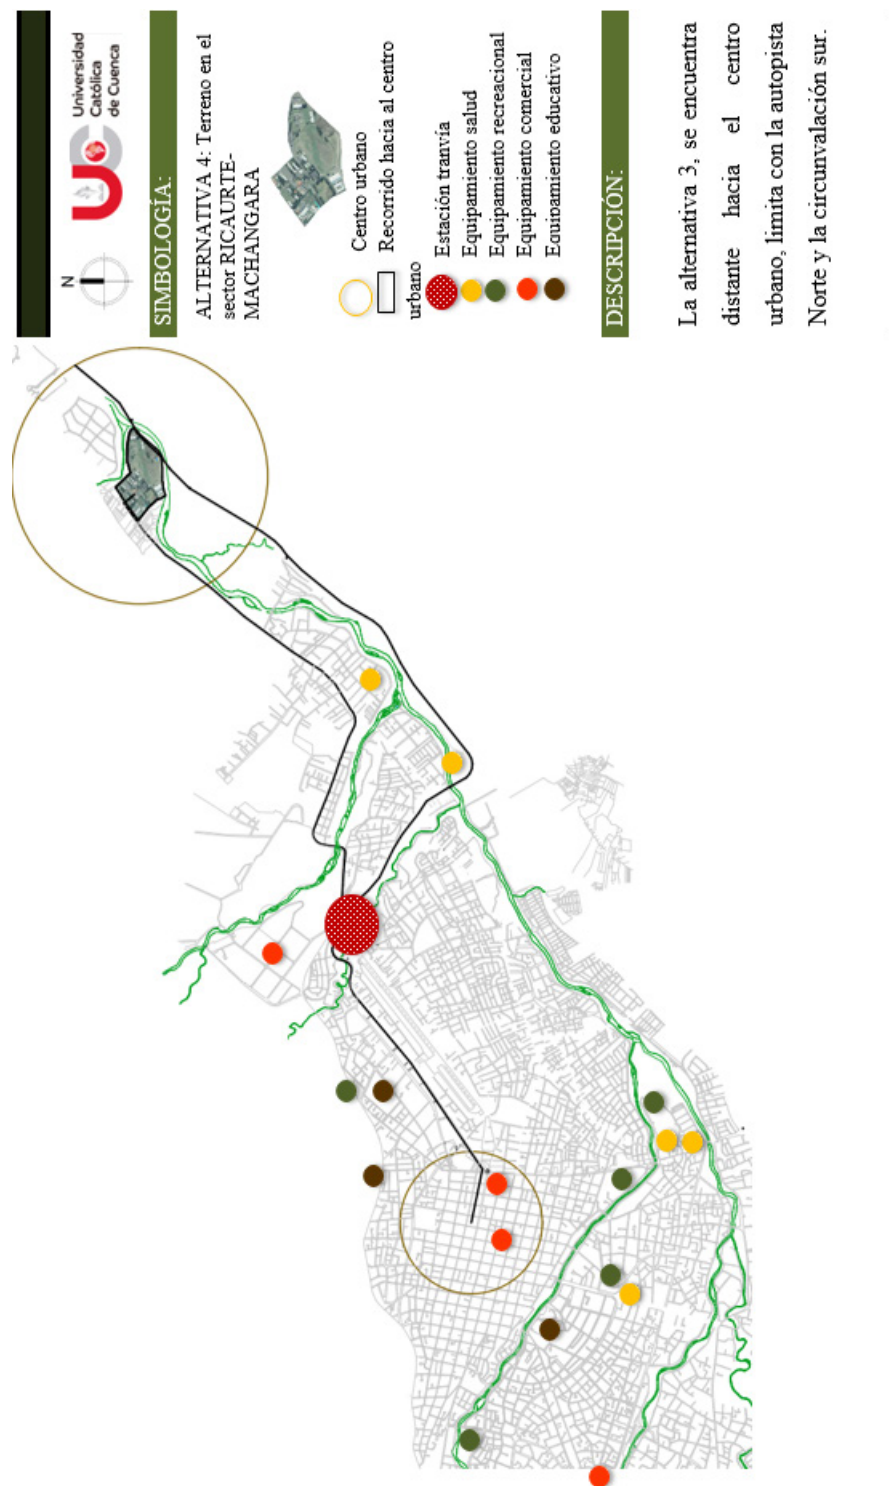 Universidad
Católica
de Cuenca
N
SIMBOLOGÍA:
ALTERNATIVA 4: Terreno en el
sector RICAURTE-
MACHANGARA
Centro urbano
Recorrido hacia al centro
urbano
Estación tranvía
Equipamiento salud
Equipamiento recreacional
Equipamiento comercial
Equipamiento educativo
DESCRIPCIÓN:
La alternativa 3, se encuentra
distante hacia el centro
urbano, limita con la autopista
Norte y la circunvalación sur.